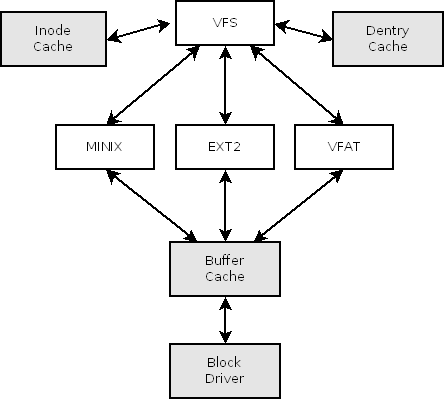 VFS
Inode
Cache
Dentry
Cache
MINIX
EXT2
VFAT
Buffer
Cache
Block
Driver